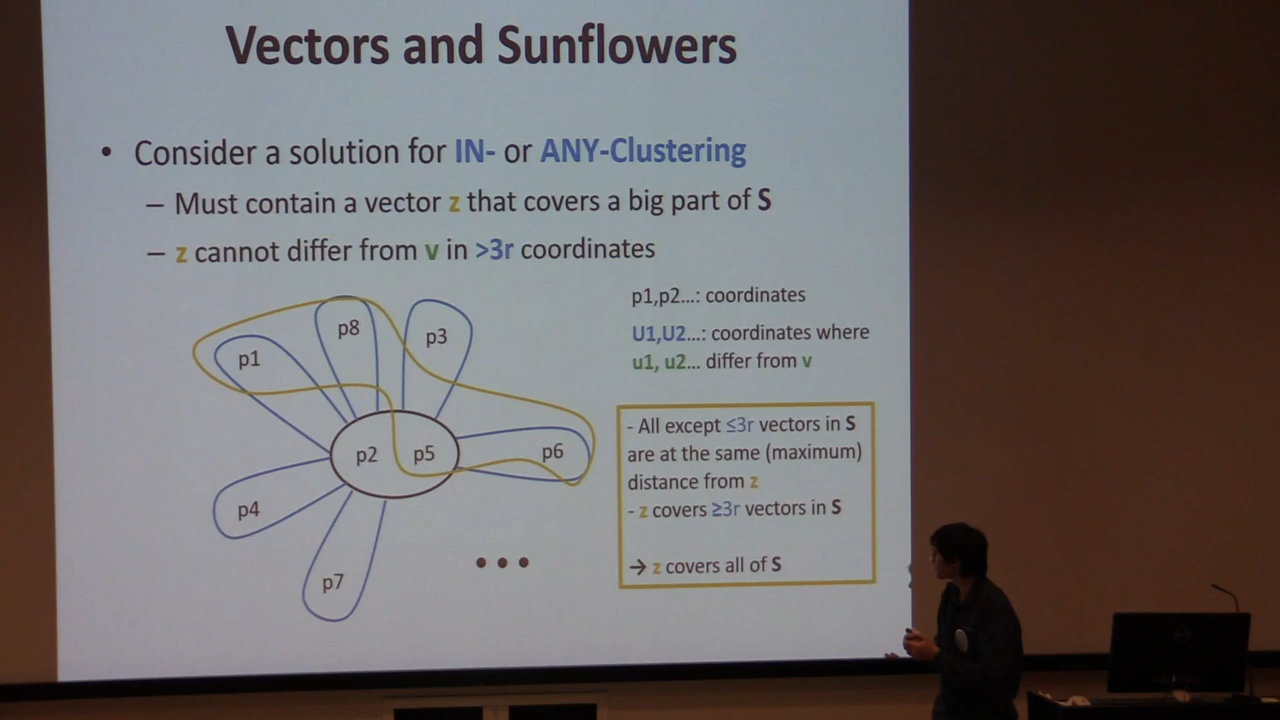 Vectors and Sunflowers
• Consider a solution for IN- or ANY-Clustering
– Must contain a vector z that covers a big part of S
– z cannot differ from v in >3r coordinates
p1,p2...: coordinates
U1,U2...: coordinates where
u1, u2... differ from v
p1
p8
p3
p2
p5
p6
p4
p7
- All except ≤3r vectors in S
are at the same (maximum)
distance from z
- z covers ≥3r vectors in S
→ z covers all of S